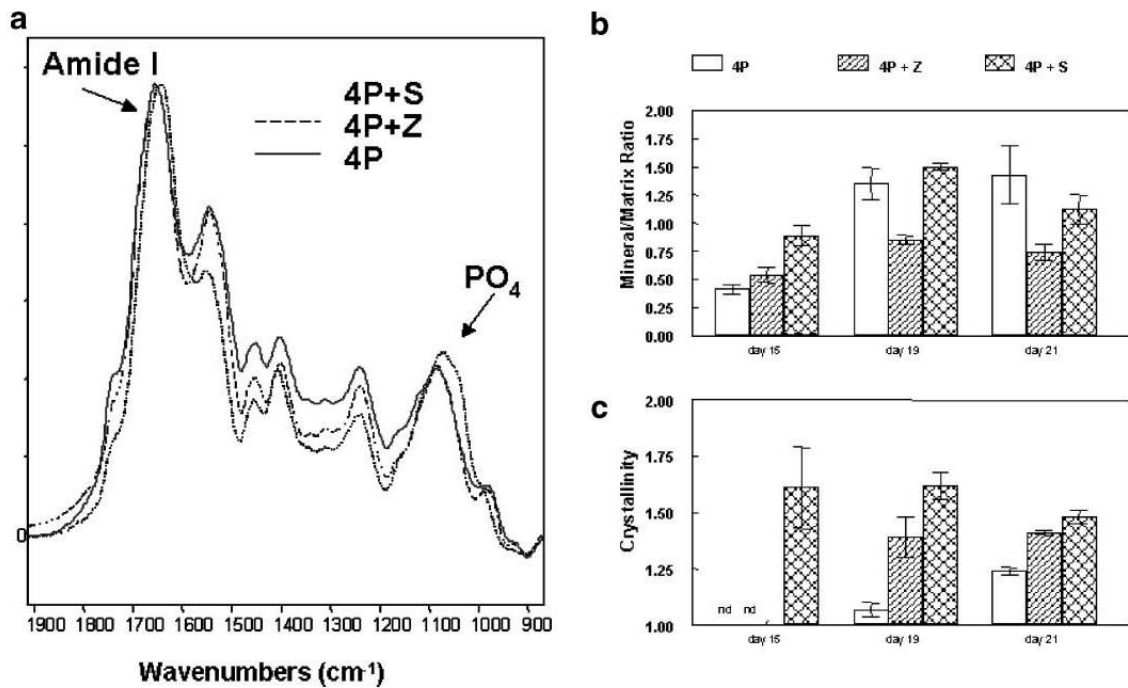 a
Amide I
4P+S
4P+Z
4P
PO4
0
1900 1800 1700 1600 1500 1400 1300 1200 1100 1000 900
Wavenumbers (cm-1)
b
4P 4P + Z 4P + S
Mineral/Matrix Ratio
2.00
1.75
1.50
1.25
1.00
0.75
0.50
0.25
0.00
day 15 day 19 day 21
c
Crystallinity
2.00
1.75
1.50
1.25
1.00
nd nd
day 15 day 19 day 21